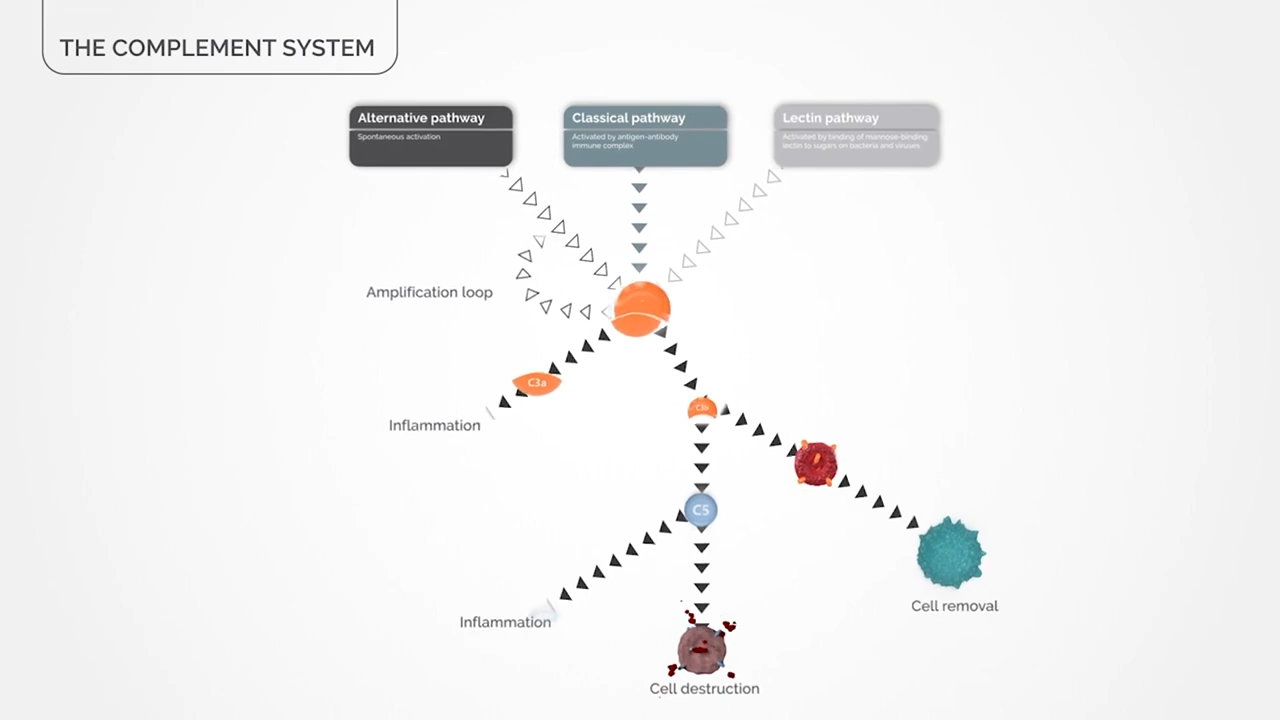 THE COMPLEMENT SYSTEM
Alternative pathway
Spontaneous activation
Classical pathway
Activated by antigen-antibody
immune complex
Lectin pathway
Activated by binding of mannose-binding
lectin to sugars on bacteria and viruses
Amplification loop
C3a
C3b
Inflammation
C5
Cell removal
Inflammation
Cell destruction